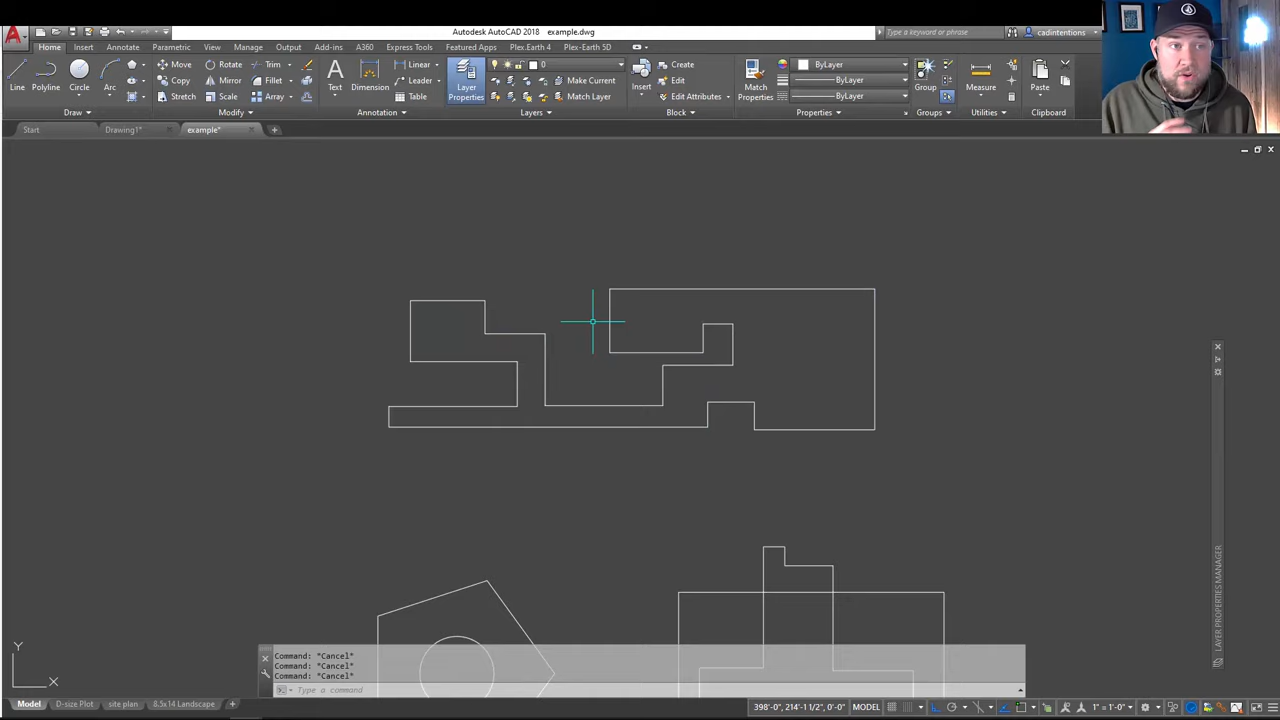 Autodesk AutoCAD 2018 example.dwg
Type a keyword or phrase
cadintentions
Home Insert Annotate Parametric View Manage Output Add-ins A360 Express Tools Featured Apps Plex.Earth 4 Plex-Earth 5D
Line Polyline Circle Arc
Move Rotate Trim
Copy Mirror Fillet
Stretch Scale Array
Text Dimension
Linear
Leader
Table
Layer Properties
0
Make Current
Match Layer
Insert
Create
Edit
Edit Attributes
Match Properties
ByLayer
ByLayer
ByLayer
Group
Measure
Paste
Draw Modify Annotation Layers Block Properties Groups Utilities Clipboard
Start Drawing1* example*
LAYER PROPERTIES MANAGER
Y
X
Command: *Cancel*
Command: *Cancel*
Command: *Cancel*
Type a command
Model D-size Plot site plan 8.5x14 Landscape
398'-0", 214'-1 1/2", 0'-0" MODEL 1" = 1'-0"